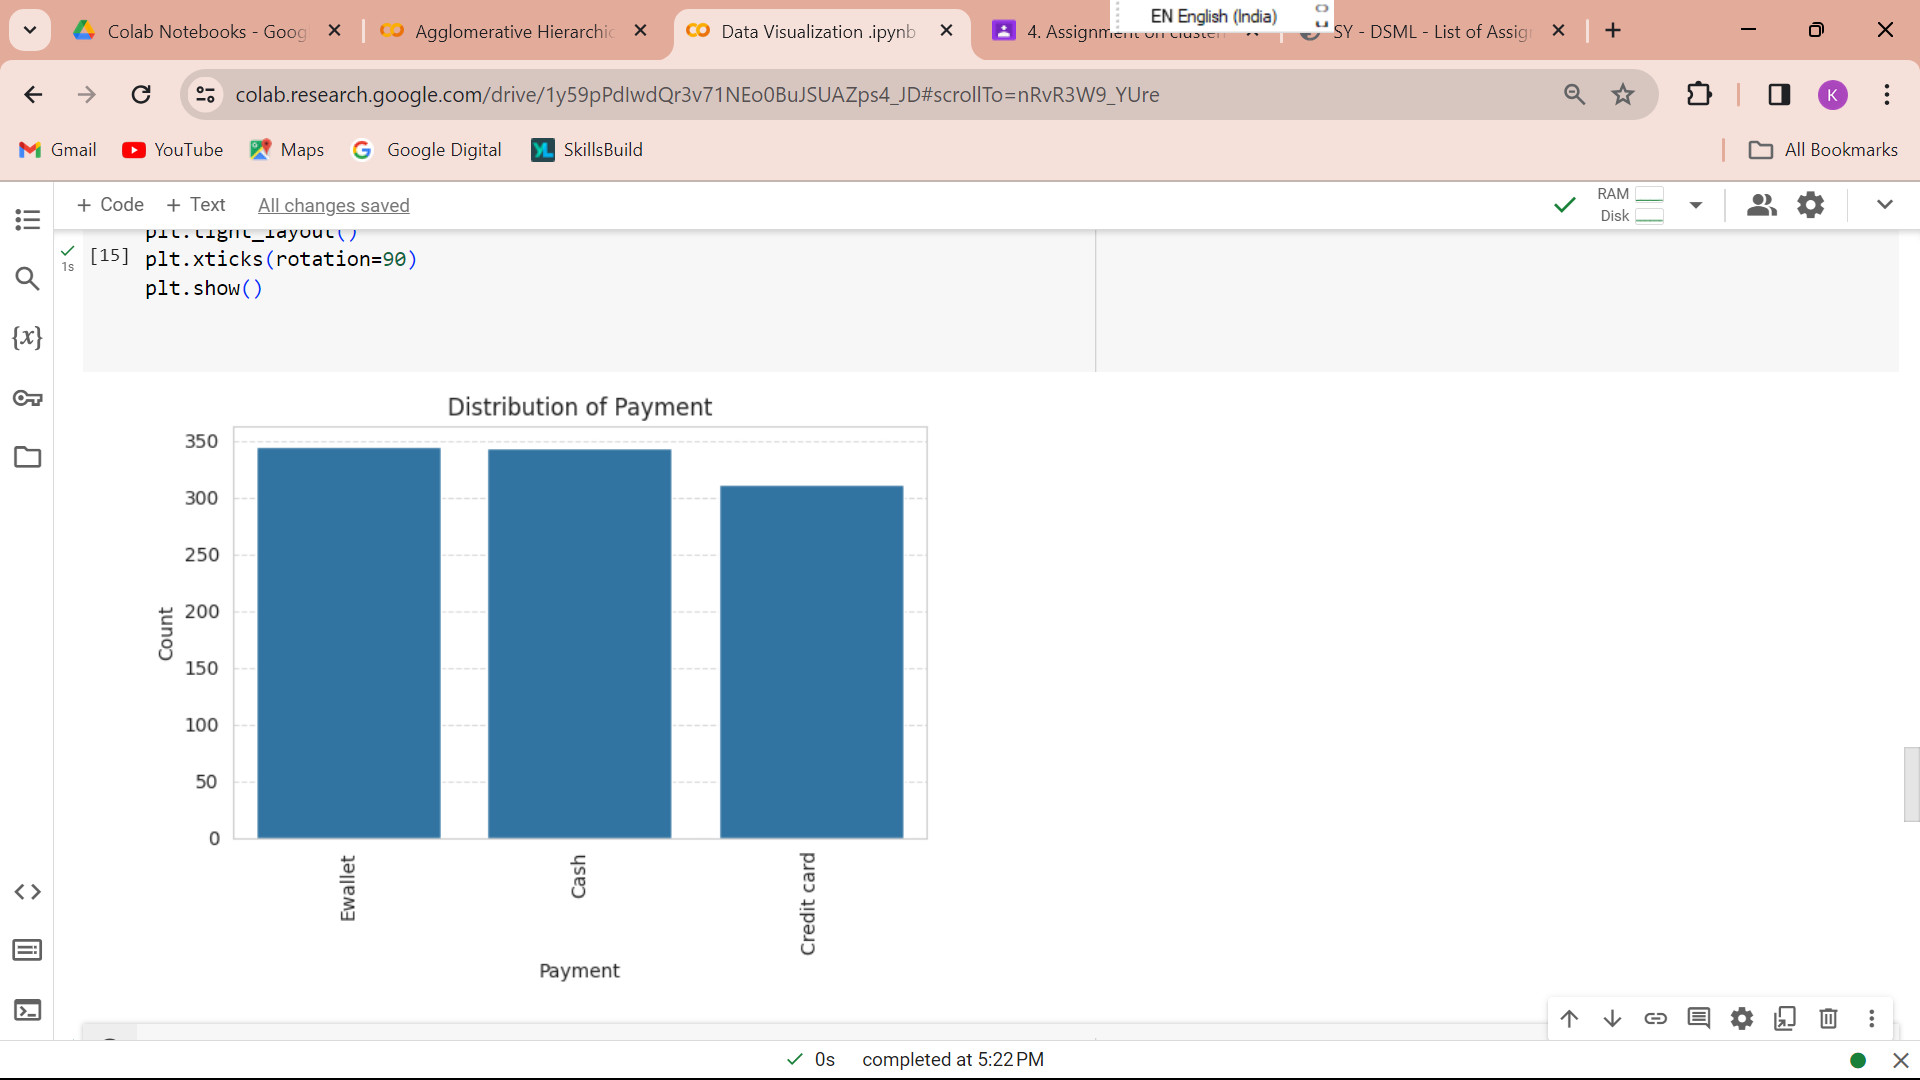 Colab Notebooks - Goog
Agglomerative Hierarchic
Data Visualization .ipynb
4. Assignment on cluster
SY - DSML - List of Assig
EN English (India)
colab.research.google.com/drive/1y59pPdIwdQr3v71NEo0BuJSUAZps4_JD#scrollTo=nRvR3W9_YUre
K
Gmail
YouTube
Maps
Google Digital
SkillsBuild
All Bookmarks
+ Code
+ Text
All changes saved
RAM
Disk
plt.tight_layout()
[15]
1s
plt.xticks(rotation=90)
plt.show()
{x}
Distribution of Payment
350
300
250
200
150
100
50
0
Count
Ewallet
Cash
Credit card
Payment
0s
completed at 5:22 PM